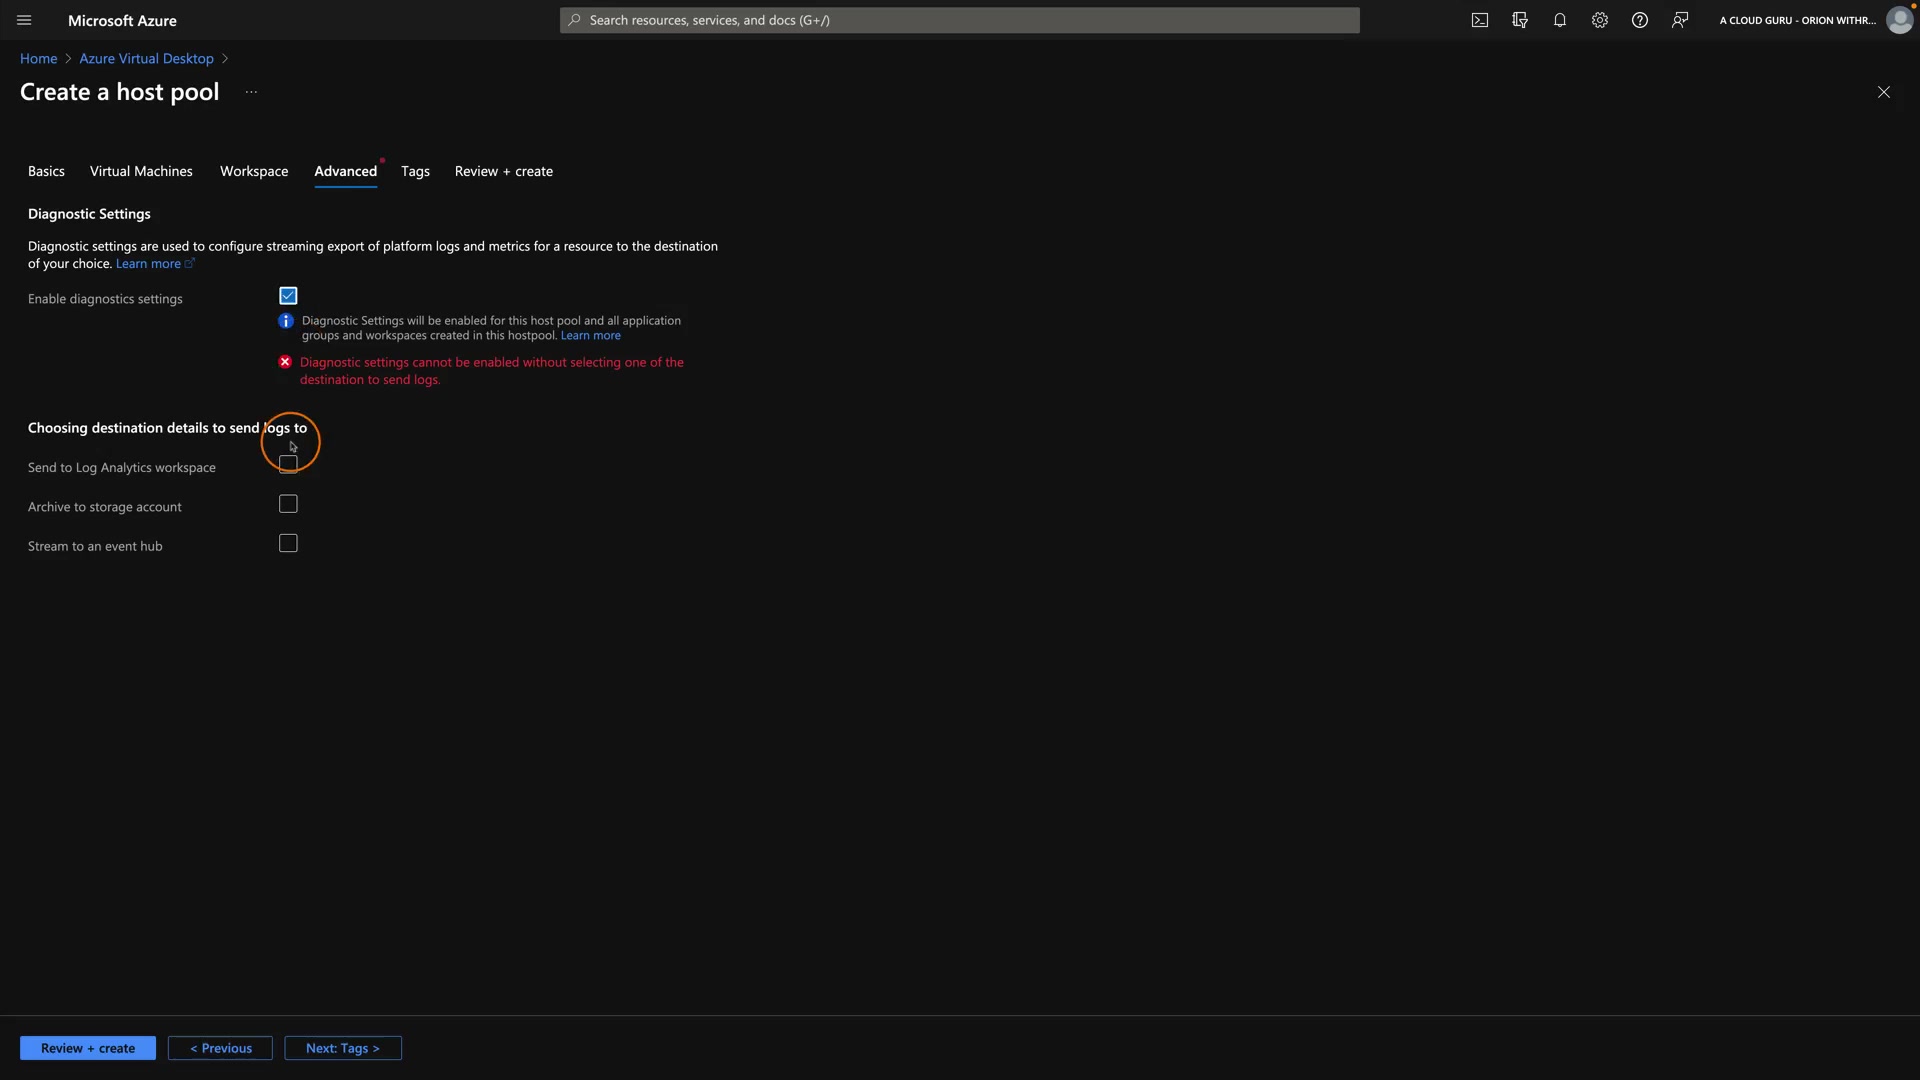 Microsoft Azure
Search resources, services, and docs (G+/)
A CLOUD GURU - ORION WITHR...
Home > Azure Virtual Desktop >
Create a host pool ...
Basics
Virtual Machines
Workspace
Advanced
Tags
Review + create
Diagnostic Settings
Diagnostic settings are used to configure streaming export of platform logs and metrics for a resource to the destination
of your choice. Learn more
Enable diagnostics settings
Diagnostic Settings will be enabled for this host pool and all application
groups and workspaces created in this hostpool. Learn more
Diagnostic settings cannot be enabled without selecting one of the
destination to send logs.
Choosing destination details to send logs to
Send to Log Analytics workspace
Archive to storage account
Stream to an event hub
Review + create
< Previous
Next: Tags >